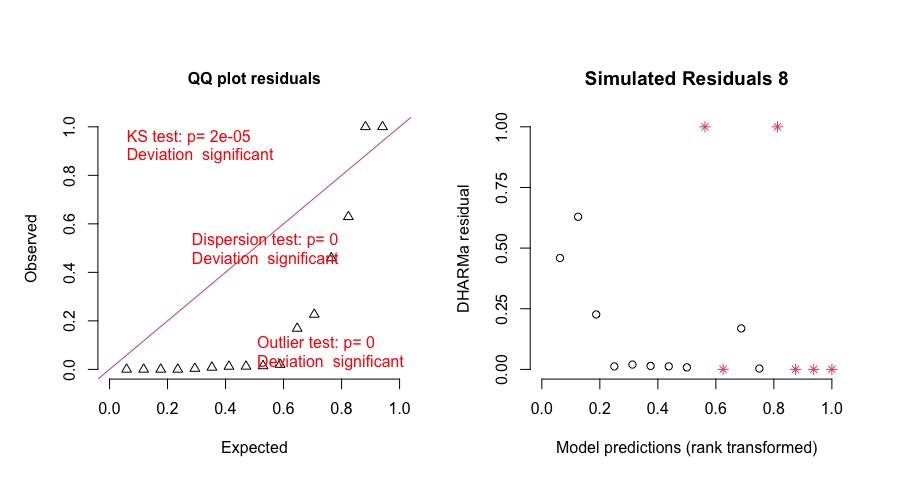 QQ plot residuals
KS test: p= 2e-05
Deviation significant
Dispersion test: p= 0
Deviation significant
Outlier test: p= 0
Deviation significant
Observed
0.0 0.2 0.4 0.6 0.8 1.0
0.0 0.2 0.4 0.6 0.8 1.0
Expected
Simulated Residuals 8
DHARMa residual
0.00 0.25 0.50 0.75 1.00
0.0 0.2 0.4 0.6 0.8 1.0
Model predictions (rank transformed)